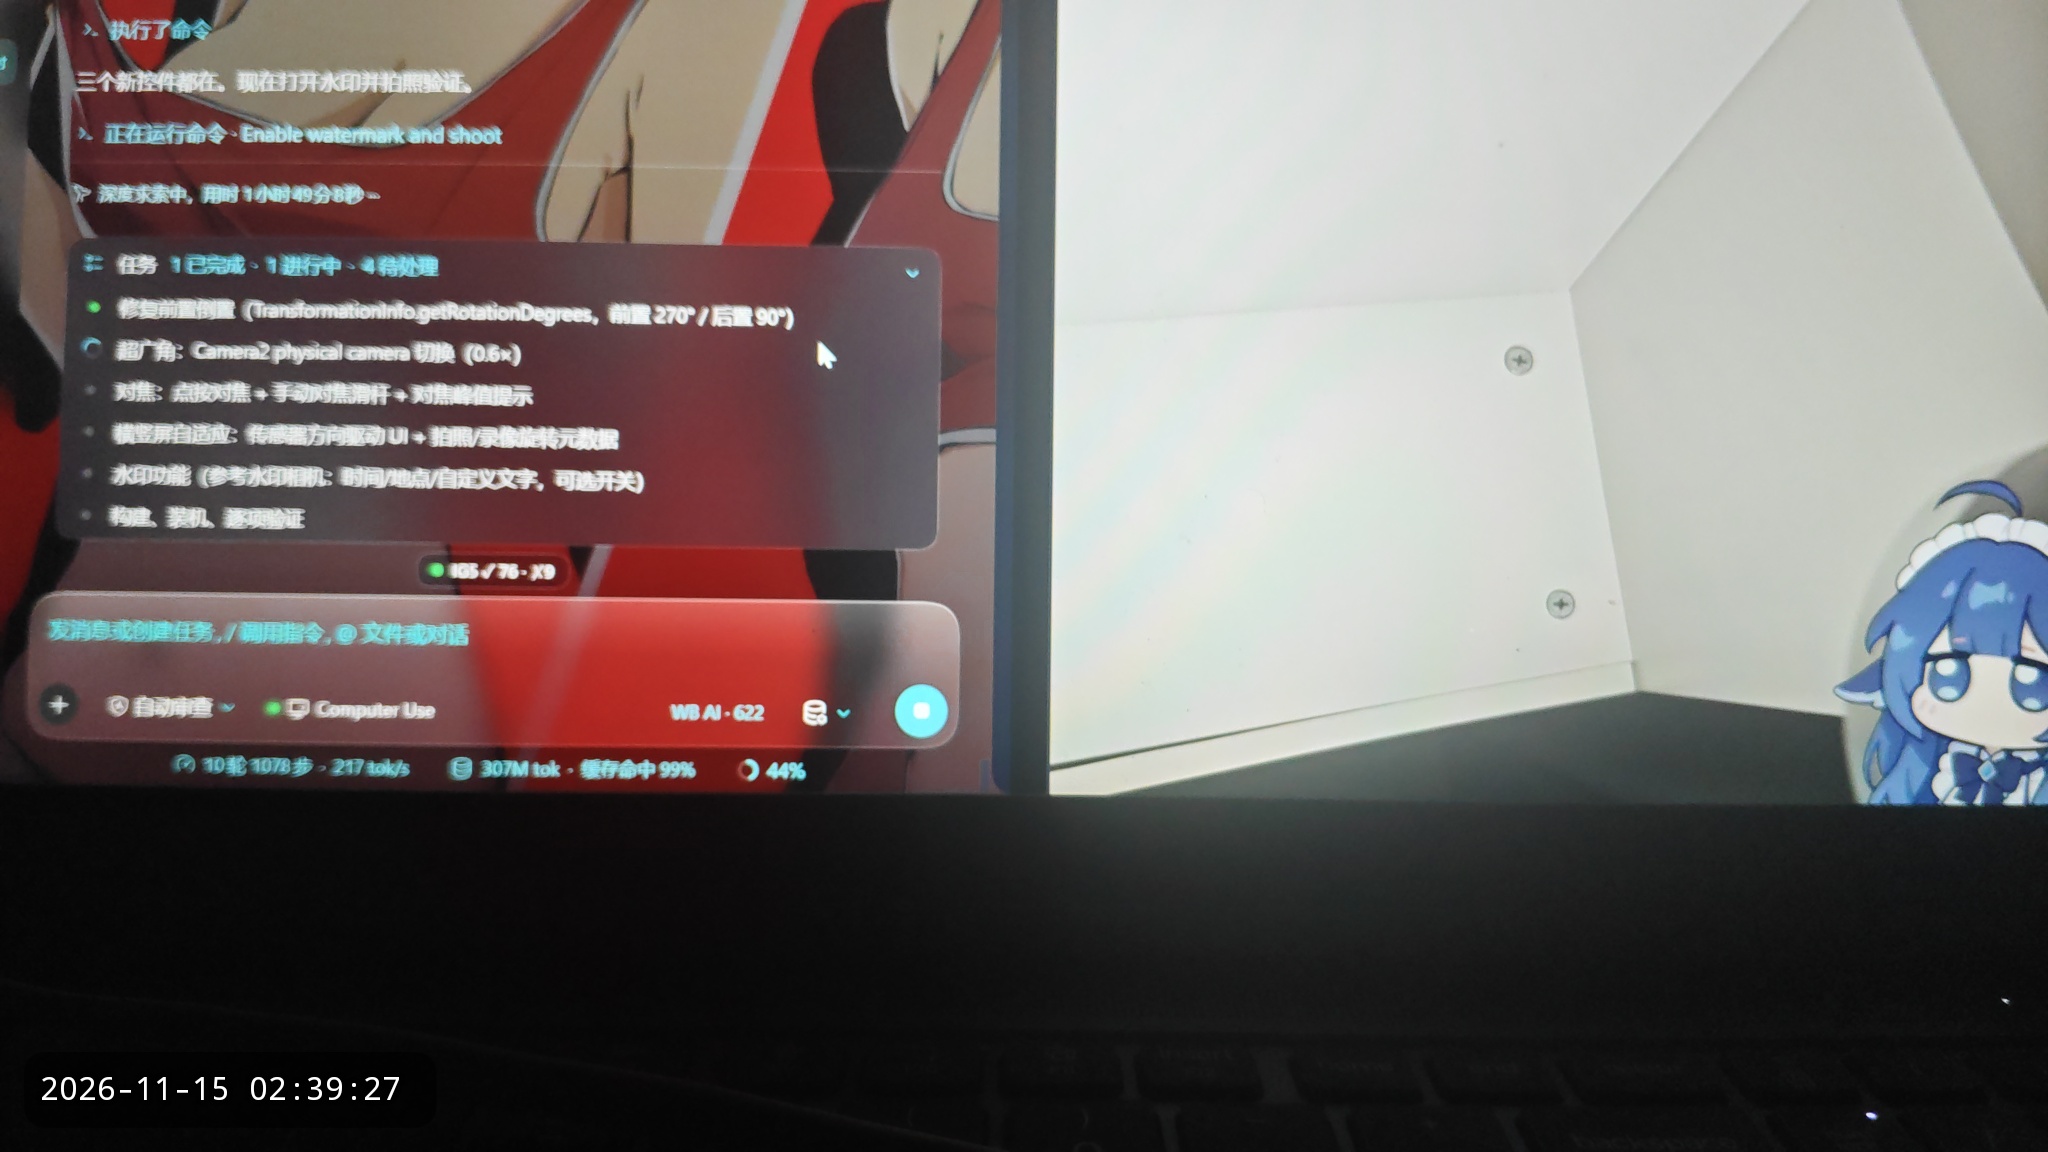 执行了命令
三个新控件都在。现在打开水印并拍照验证。
正在运行命令 · Enable watermark and shoot
深度求索中，用时 1小时 49分 8秒
任务 1 已完成 · 1 进行中 · 4 待处理
修复前置倒置（TransformationInfo.getRotationDegrees，前置 270° / 后置 90°）
超广角：Camera2 physical camera 切换（0.6×）
对焦：点按对焦 + 手动对焦滑杆 + 对焦峰值提示
横竖屏自适应：传感器方向驱动 UI + 拍照/录像旋转元数据
水印功能（参考水印相机：时间/地点/自定义文字，可选开关）
构建、装机、逐项验证
发消息或创建任务, / 调用指令, @ 文件或对话
自动审查 Computer Use WB AI · 622
10 轮 1078 步 · 217 tok/s 307M tok · 缓存命中 99% 44%
2026-11-15 02:39:27